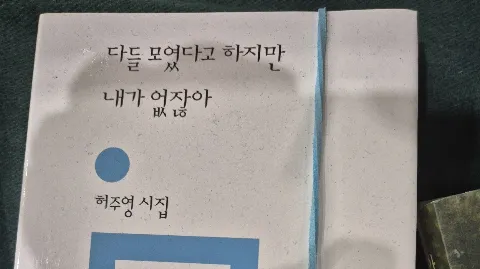 다들 모였다고 하지만
내가 없잖아
허주영 시집